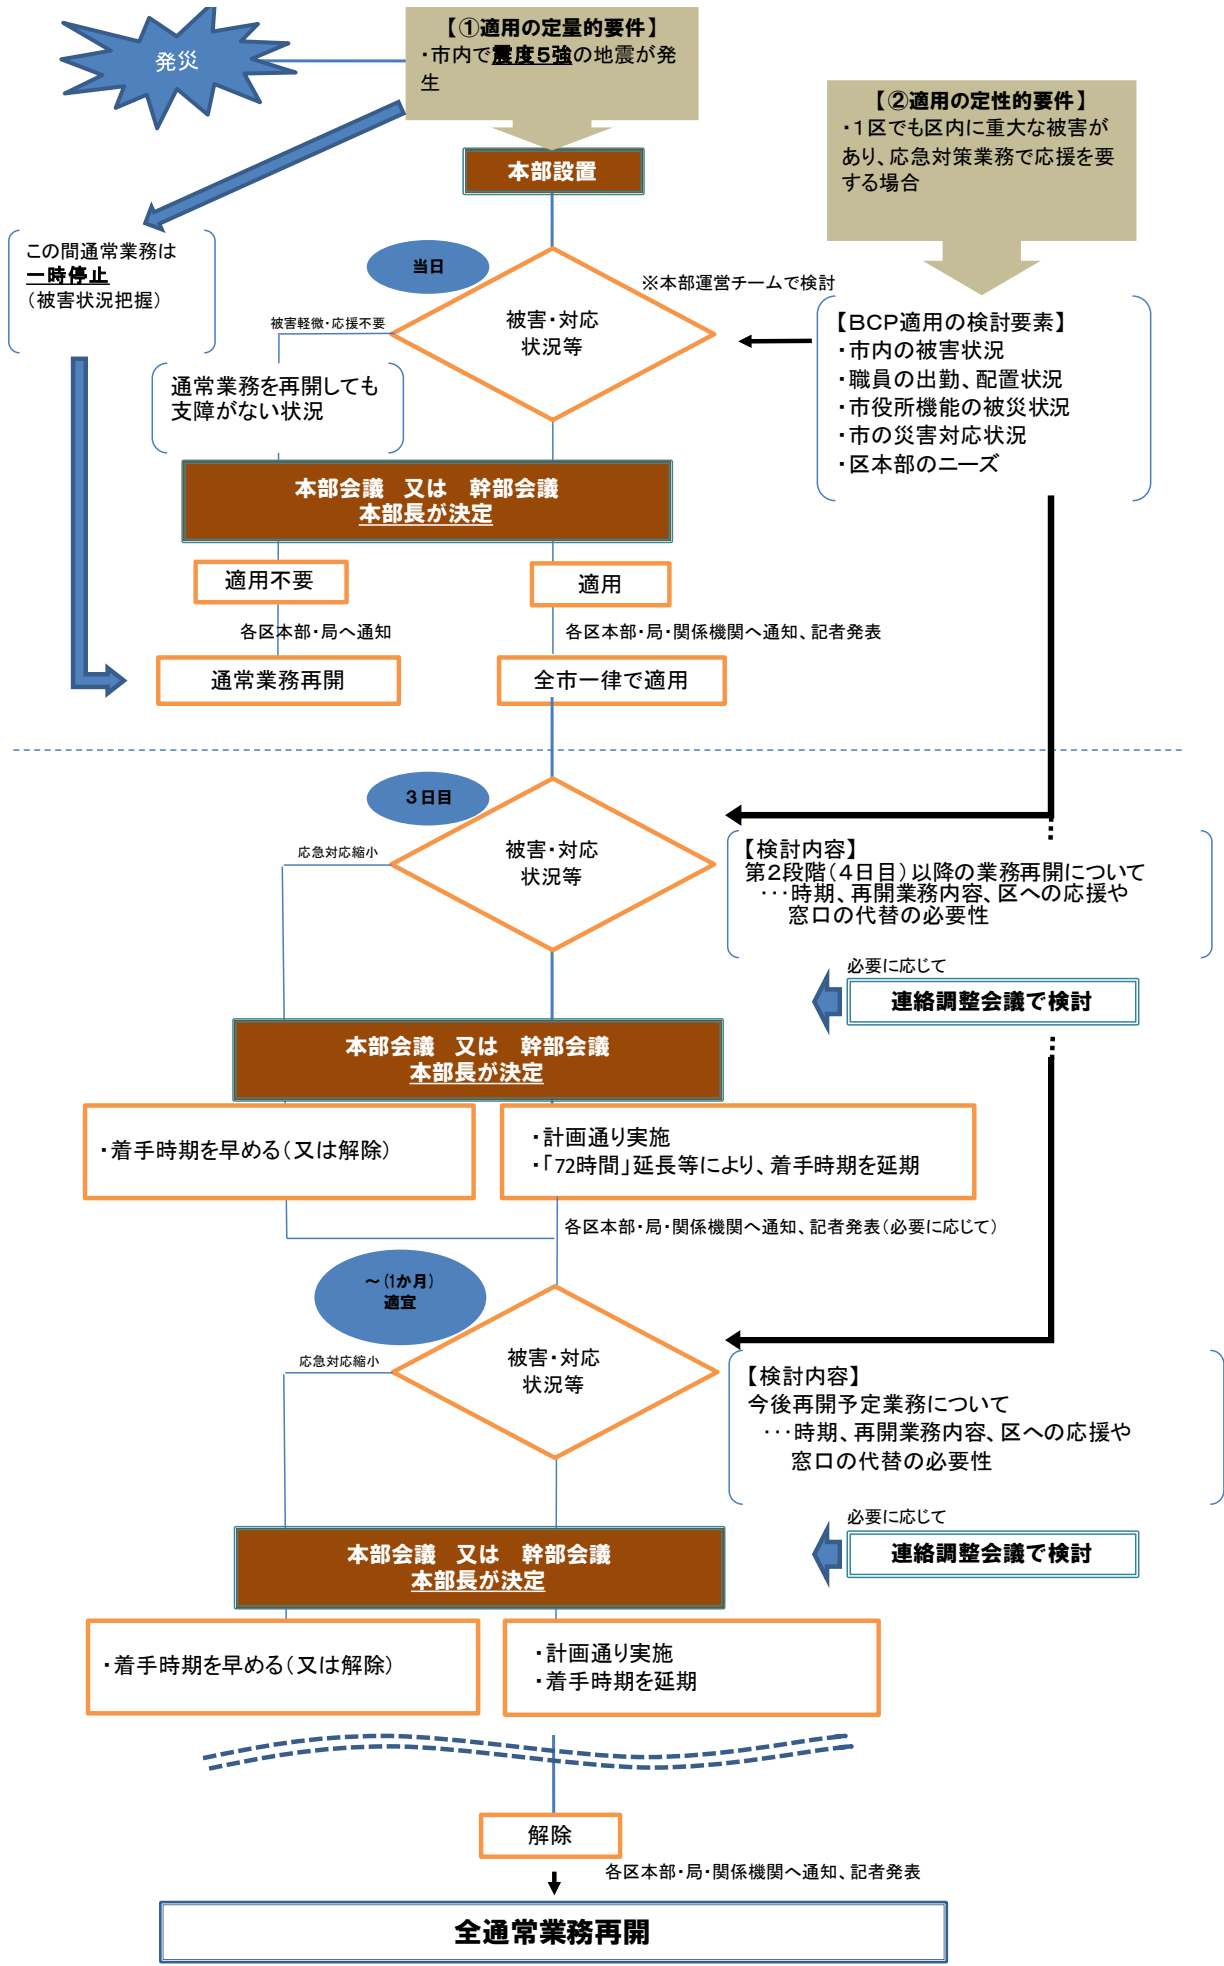 発災
【①適用の定量的要件】
・市内で震度５強の地震が発
生
【②適用の定性的要件】
・１区でも区内に重大な被害が
あり、応急対策業務で応援を要
する場合
本部設置
この間通常業務は
一時停止
（被害状況把握）
当日
※本部運営チームで検討
被害・対応
状況等
被害軽微・応援不要
【ＢＣＰ適用の検討要素】
・市内の被害状況
・職員の出勤、配置状況
・市役所機能の被災状況
・市の災害対応状況
・区本部のニーズ
通常業務を再開しても
支障がない状況
本部会議　又は　幹部会議
本部長が決定
適用不要
適用
各区本部・局へ通知
各区本部・局・関係機関へ通知、記者発表
通常業務再開
全市一律で適用
３日目
被害・対応
状況等
応急対応縮小
【検討内容】
第２段階（４日目）以降の業務再開について
・・・時期、再開業務内容、区への応援や
窓口の代替の必要性
必要に応じて
連絡調整会議で検討
本部会議　又は　幹部会議
本部長が決定
・着手時期を早める（又は解除）
・計画通り実施
・「72時間」延長等により、着手時期を延期
各区本部・局・関係機関へ通知、記者発表（必要に応じて）
～（1か月）
適宜
被害・対応
状況等
応急対応縮小
【検討内容】
今後再開予定業務について
・・・時期、再開業務内容、区への応援や
窓口の代替の必要性
必要に応じて
連絡調整会議で検討
本部会議　又は　幹部会議
本部長が決定
・着手時期を早める（又は解除）
・計画通り実施
・着手時期を延期
解除
各区本部・局・関係機関へ通知、記者発表
全通常業務再開